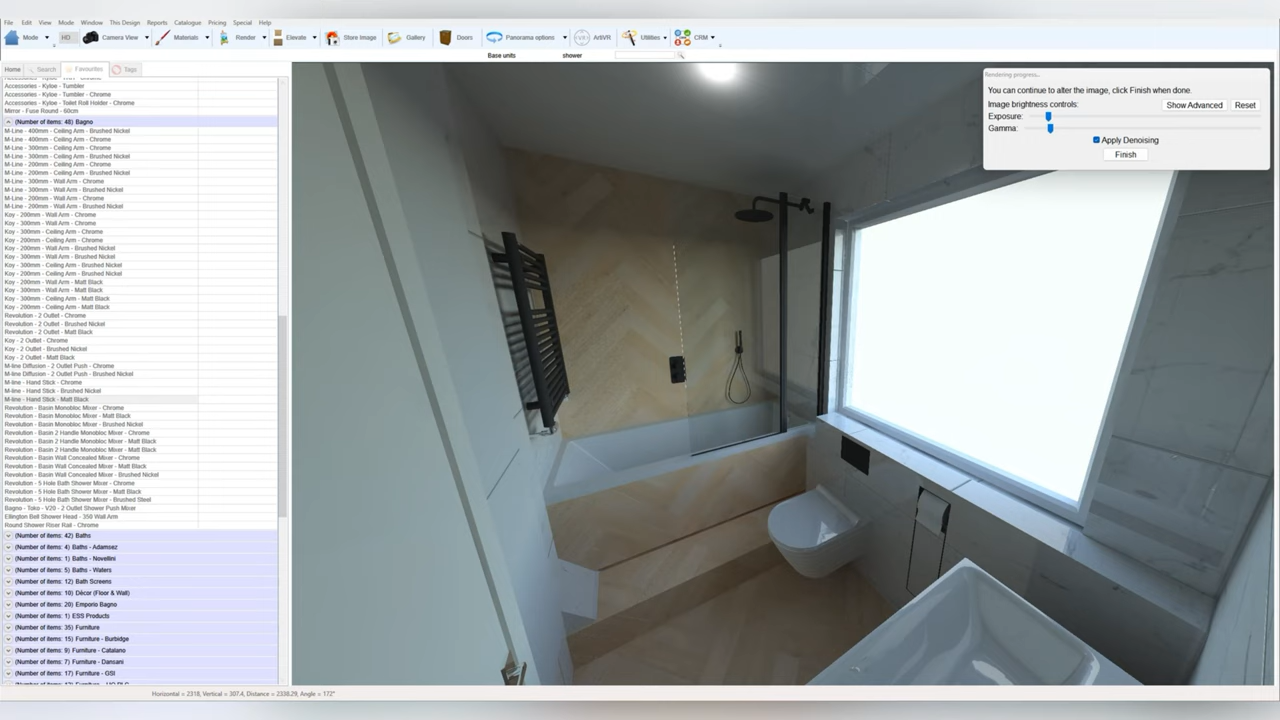 File Edit View Mode Window This Design Reports Catalogue Pricing Special Help
Mode HD Camera View Materials Render Elevate Store Image Gallery Doors Panorama options ArtiVR Utilities CRM
Base units shower
Home Search Favourites Tags
Accessories - Kyloe - Tumbler
Accessories - Kyloe - Tumbler - Chrome
Accessories - Kyloe - Toilet Roll Holder - Chrome
Mirror - Fuse Round - 60cm
(Number of items: 48) Bagno
M-Line - 400mm - Ceiling Arm - Brushed Nickel
M-Line - 400mm - Ceiling Arm - Chrome
M-Line - 300mm - Ceiling Arm - Chrome
M-Line - 300mm - Ceiling Arm - Brushed Nickel
M-Line - 200mm - Ceiling Arm - Chrome
M-Line - 200mm - Ceiling Arm - Brushed Nickel
M-Line - 300mm - Wall Arm - Chrome
M-Line - 300mm - Wall Arm - Brushed Nickel
M-Line - 200mm - Wall Arm - Chrome
M-Line - 200mm - Wall Arm - Brushed Nickel
Koy - 200mm - Wall Arm - Chrome
Koy - 300mm - Wall Arm - Chrome
Koy - 300mm - Ceiling Arm - Chrome
Koy - 200mm - Ceiling Arm - Chrome
Koy - 200mm - Wall Arm - Brushed Nickel
Koy - 300mm - Wall Arm - Brushed Nickel
Koy - 300mm - Ceiling Arm - Brushed Nickel
Koy - 200mm - Ceiling Arm - Brushed Nickel
Koy - 200mm - Wall Arm - Matt Black
Koy - 300mm - Wall Arm - Matt Black
Koy - 300mm - Ceiling Arm - Matt Black
Koy - 200mm - Ceiling Arm - Matt Black
Revolution - 2 Outlet - Chrome
Revolution - 2 Outlet - Brushed Nickel
Revolution - 2 Outlet - Matt Black
Koy - 2 Outlet - Chrome
Koy - 2 Outlet - Brushed Nickel
Koy - 2 Outlet - Matt Black
M-line Diffusion - 2 Outlet Push - Chrome
M-line Diffusion - 2 Outlet Push - Brushed Nickel
M-line - Hand Stick - Chrome
M-line - Hand Stick - Brushed Nickel
M-line - Hand Stick - Matt Black
Revolution - Basin Monobloc Mixer - Chrome
Revolution - Basin Monobloc Mixer - Matt Black
Revolution - Basin Monobloc Mixer - Brushed Nickel
Revolution - Basin 2 Handle Monobloc Mixer - Chrome
Revolution - Basin 2 Handle Monobloc Mixer - Matt Black
Revolution - Basin 2 Handle Monobloc Mixer - Matt Black
Revolution - Basin Wall Concealed Mixer - Chrome
Revolution - Basin Wall Concealed Mixer - Matt Black
Revolution - Basin Wall Concealed Mixer - Brushed Nickel
Revolution - 5 Hole Bath Shower Mixer - Chrome
Revolution - 5 Hole Bath Shower Mixer - Matt Black
Revolution - 5 Hole Bath Shower Mixer - Brushed Steel
Bagno - Toko - V20 - 2 Outlet Shower Push Mixer
Ellington Bell Shower Head - 350 Wall Arm
Round Shower Riser Rail - Chrome
(Number of items: 42) Baths
(Number of items: 4) Baths - Adamsez
(Number of items: 1) Baths - Novellini
(Number of items: 5) Baths - Waters
(Number of items: 12) Bath Screens
(Number of items: 10) Décor (Floor & Wall)
(Number of items: 29) Emporio Bagno
(Number of items: 1) ESS Products
(Number of items: 35) Furniture
(Number of items: 15) Furniture - Burbidge
(Number of items: 9) Furniture - Catalano
(Number of items: 7) Furniture - Dansani
(Number of items: 17) Furniture - GSI
Rendering progress...
You can continue to alter the image, click Finish when done.
Image brightness controls: Show Advanced Reset
Exposure:
Gamma:
Apply Denoising
Finish
Horizontal = 2318, Vertical = 307.4, Distance = 2338.29, Angle = 172°